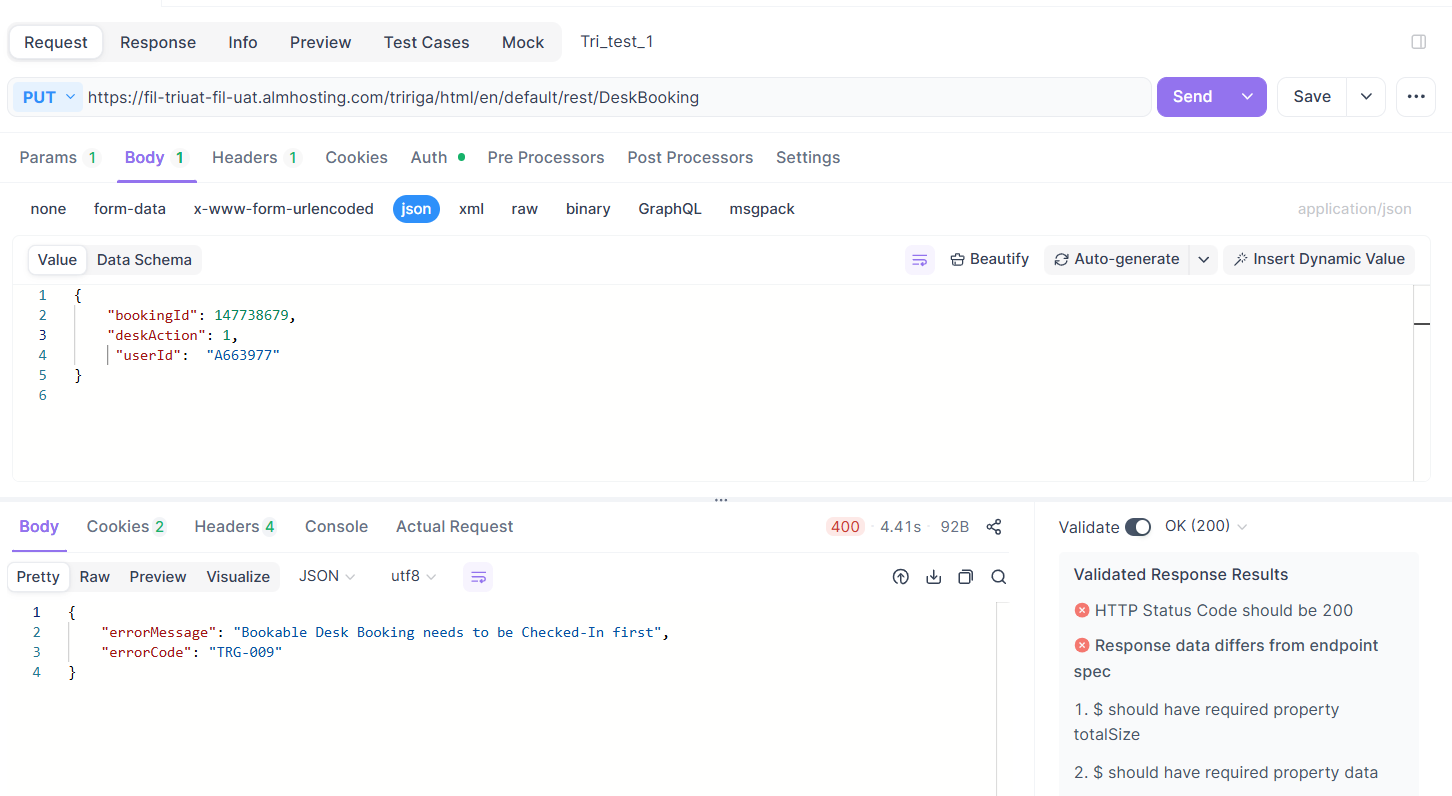 Request Response Info Preview Test Cases Mock Tri_test_1
PUT https://fil-triuat-fil-uat.almhosting.com/tririga/html/en/default/rest/DeskBooking Send Save
Params 1 Body 1 Headers 1 Cookies Auth Pre Processors Post Processors Settings
none form-data x-www-form-urlencoded json xml raw binary GraphQL msgpack application/json
Value Data Schema Beautify Auto-generate Insert Dynamic Value
1 {
2 "bookingId": 147738679,
3 "deskAction": 1,
4 "userId": "A663977"
5 }
6
Body Cookies 2 Headers 4 Console Actual Request 400 · 4.41s · 92B
Pretty Raw Preview Visualize JSON utf8
1 {
2 "errorMessage": "Bookable Desk Booking needs to be Checked-In first",
3 "errorCode": "TRG-009"
4 }
Validate OK (200)
Validated Response Results
HTTP Status Code should be 200
Response data differs from endpoint
spec
1. $ should have required property
totalSize
2. $ should have required property data